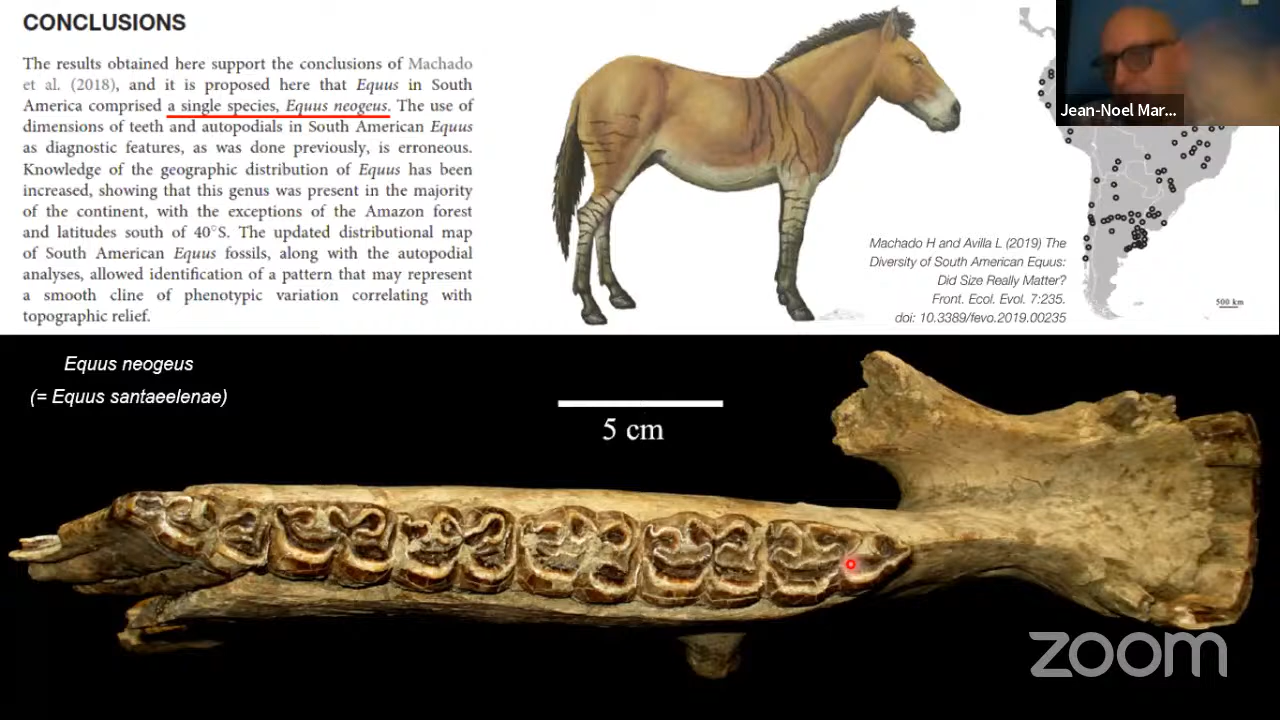 CONCLUSIONS
The results obtained here support the conclusions of Machado
et al. (2018), and it is proposed here that Equus in South
America comprised a single species, Equus neogeus. The use of
dimensions of teeth and autopodials in South American Equus
as diagnostic features, as was done previously, is erroneous.
Knowledge of the geographic distribution of Equus has been
increased, showing that this genus was present in the majority
of the continent, with the exceptions of the Amazon forest
and latitudes south of 40°S. The updated distributional map
of South American Equus fossils, along with the autopodial
analyses, allowed identification of a pattern that may represent
a smooth cline of phenotypic variation correlating with
topographic relief.
Machado H and Avilla L (2019) The
Diversity of South American Equus:
Did Size Really Matter?
Front. Ecol. Evol. 7:235.
doi: 10.3389/fevo.2019.00235
500 km
Jean-Noel Mar...
Equus neogeus
(= Equus santaeelenae)
5 cm
zoom